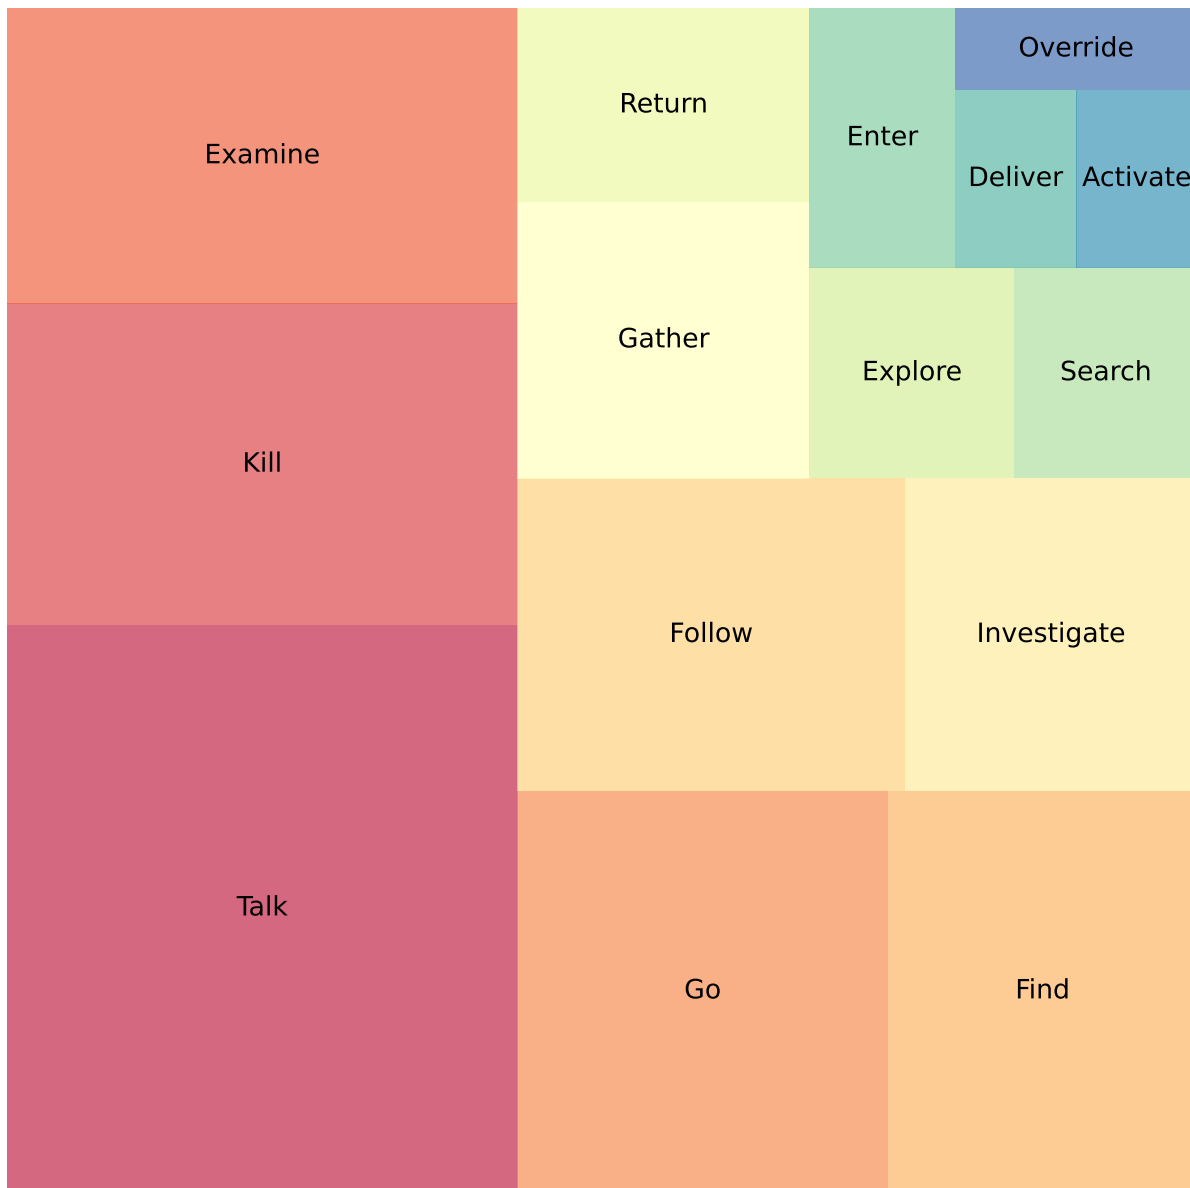 Override
Return
Enter
Examine
Deliver
Activate
Gather
Explore
Search
Kill
Follow
Investigate
Talk
Go
Find